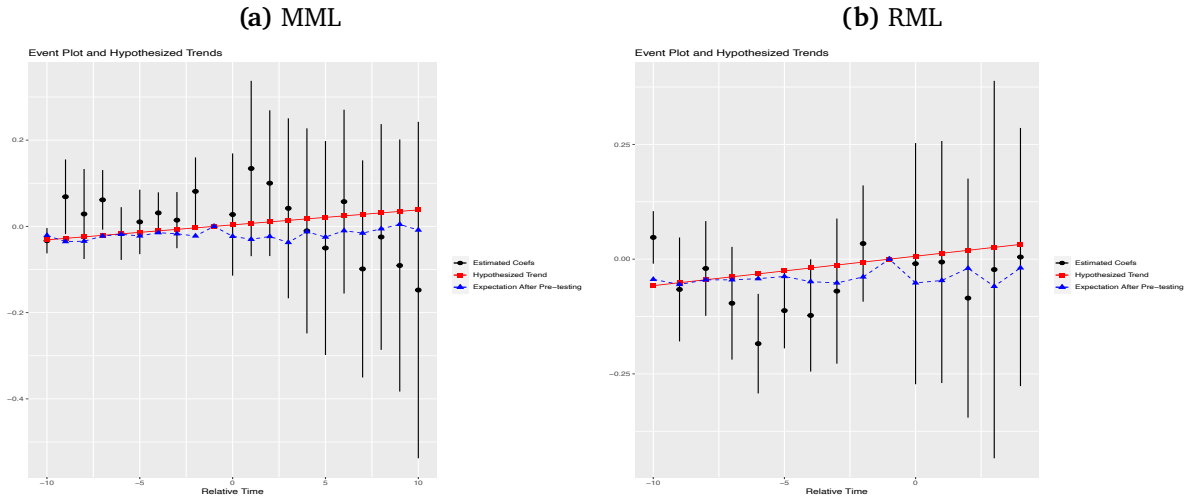 (a) MML
Event Plot and Hypothesized Trends
0.2
0.0
−0.2
−0.4
−10
−5
0
5
10
Relative Time
Estimated Coefs
Hypothesized Trend
Expectation After Pre-testing
(b) RML
Event Plot and Hypothesized Trends
0.25
0.00
−0.25
−10
−5
0
Relative Time
Estimated Coefs
Hypothesized Trend
Expectation After Pre-testing